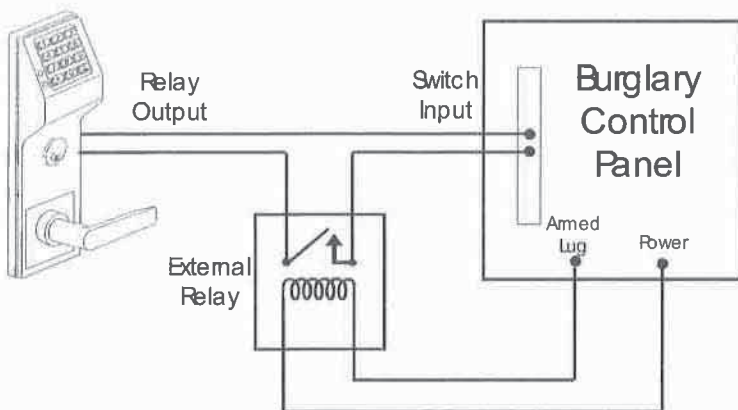 Relay
Output
Switch
Input
Burglary
Control
Panel
Armed
Lug
Power
External
Relay